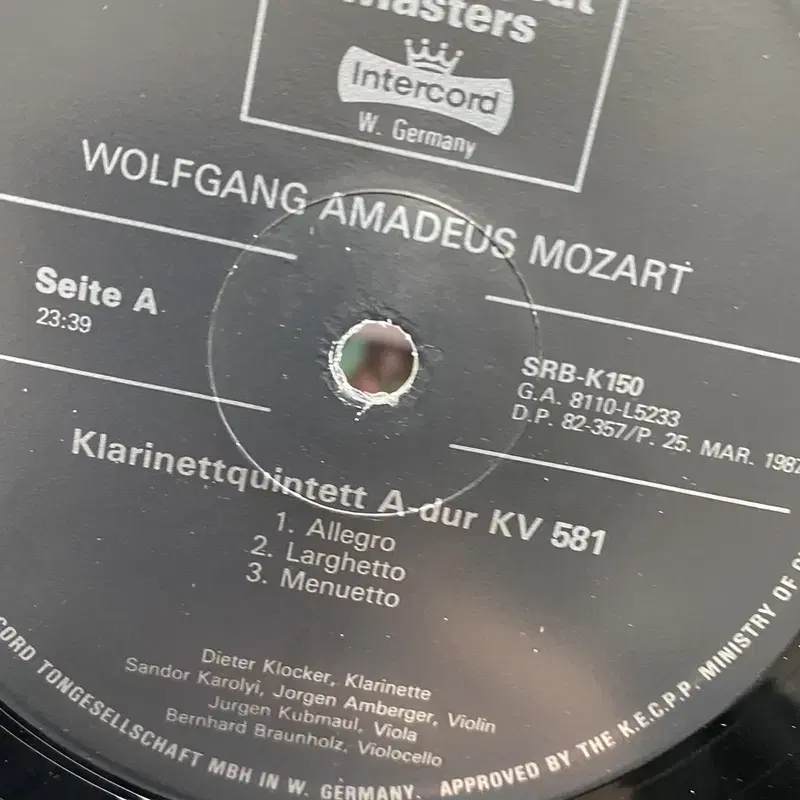 Masters
Intercord
W. Germany
WOLFGANG AMADEUS MOZART
Seite A
23:39
SRB-K150
G.A. 8110-L5233
D.P. 82-357/P. 25. MAR. 1987
Klarinettquintett A-dur KV 581
1. Allegro
2. Larghetto
3. Menuetto
Dieter Klocker, Klarinette
Sandor Karolyi, Jorgen Amberger, Violin
Jurgen Kubmaul, Viola
Bernhard Braunholz, Violocello
CORD TONGESELLSCHAFT MBH IN W. GERMANY. APPROVED BY THE K.E.C.P.P. MINISTRY OF